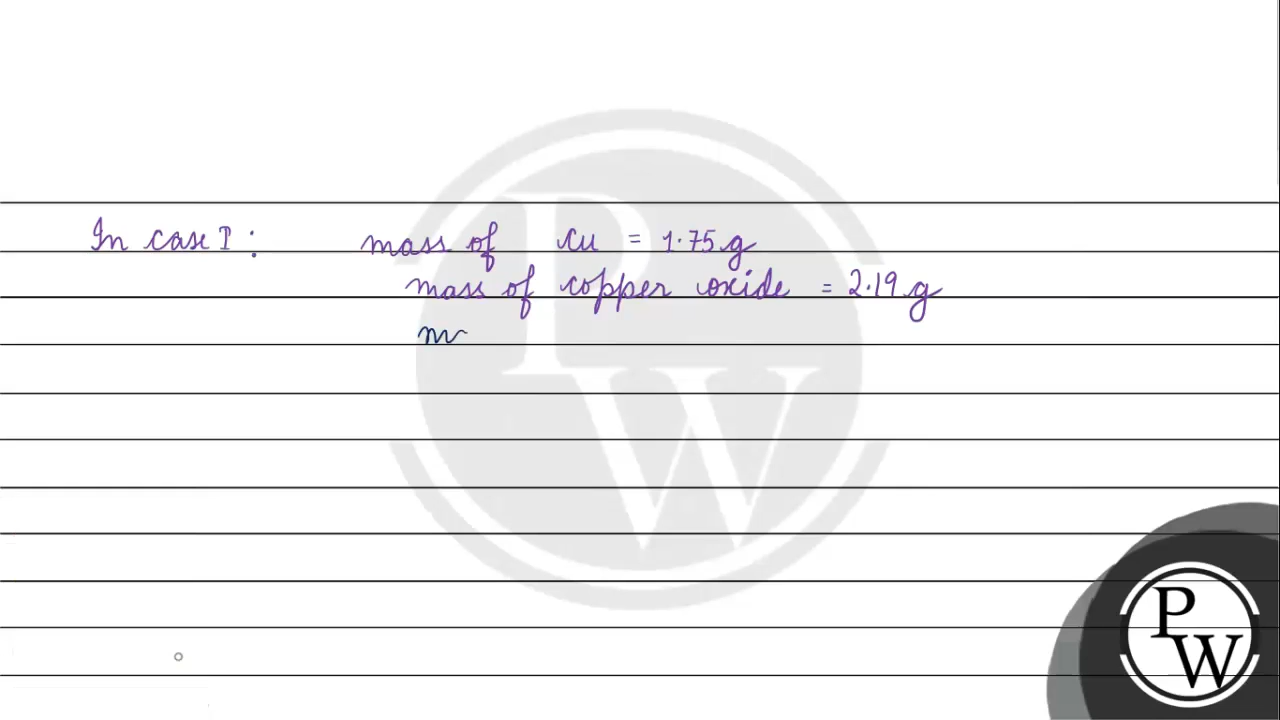 In case I : mass of Cu = 1.75 g
mass of copper oxide = 2.19 g
m
P
W
P
W